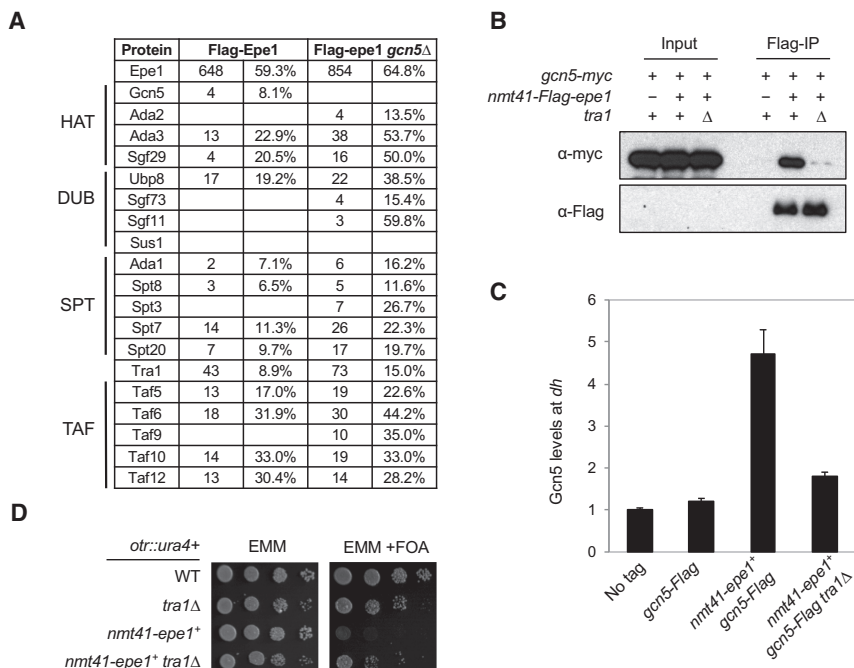 A
Protein Flag-Epe1 Flag-epe1 gcn5Δ
Epe1 648 59.3% 854 64.8%
HAT
Gcn5 4 8.1%
Ada2 4 13.5%
Ada3 13 22.9% 38 53.7%
Sgf29 4 20.5% 16 50.0%
DUB
Ubp8 17 19.2% 22 38.5%
Sgf73 4 15.4%
Sgf11 3 59.8%
Sus1
SPT
Ada1 2 7.1% 6 16.2%
Spt8 3 6.5% 5 11.6%
Spt3 7 26.7%
Spt7 14 11.3% 26 22.3%
Spt20 7 9.7% 17 19.7%
Tra1 43 8.9% 73 15.0%
TAF
Taf5 13 17.0% 19 22.6%
Taf6 18 31.9% 30 44.2%
Taf9 10 35.0%
Taf10 14 33.0% 19 33.0%
Taf12 13 30.4% 14 28.2%
B
Input Flag-IP
gcn5-myc + + + + + +
nmt41-Flag-epe1 – + + – + +
tra1 + + Δ + + Δ
α-myc
α-Flag
C
Gcn5 levels at dh
6
5
4
3
2
1
0
No tag
gcn5-Flag
nmt41-epe1+
gcn5-Flag
nmt41-epe1+
gcn5-Flag tra1Δ
D
otr::ura4+ EMM EMM +FOA
WT
tra1Δ
nmt41-epe1+
nmt41-epe1+ tra1Δ